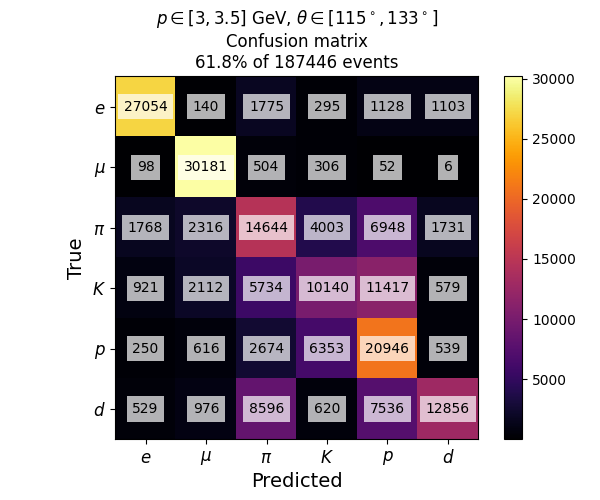 p ∈ [3, 3.5] GeV, θ ∈ [115°, 133°]
Confusion matrix
61.8% of 187446 events
e 27054 140 1775 295 1128 1103
μ 98 30181 504 306 52 6
π 1768 2316 14644 4003 6948 1731
K 921 2112 5734 10140 11417 579
p 250 616 2674 6353 20946 539
d 529 976 8596 620 7536 12856
e μ π K p d
Predicted
True
30000
25000
20000
15000
10000
5000